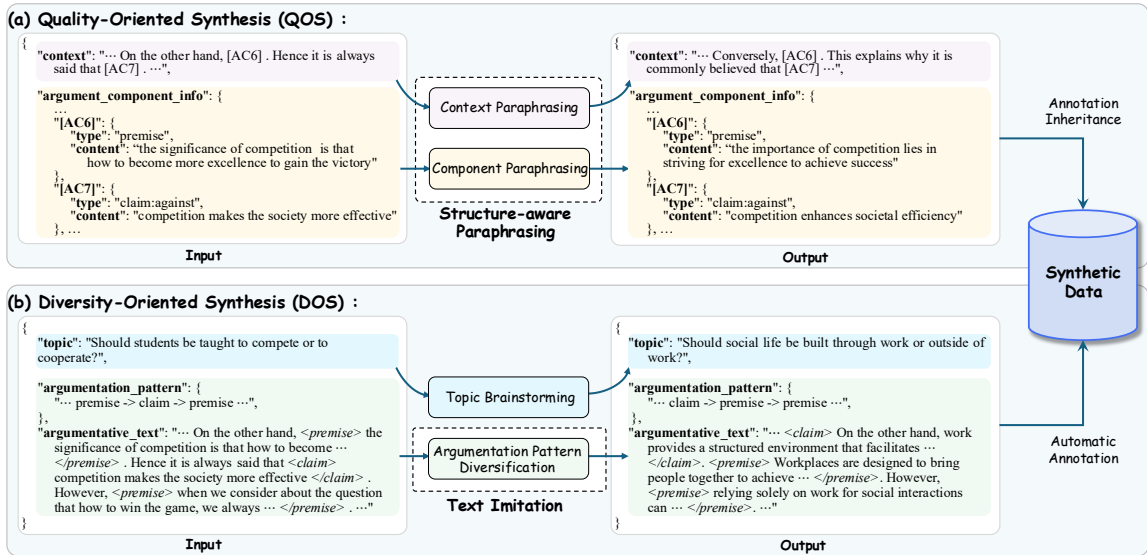 (a) Quality-Oriented Synthesis (QOS) :
{
"context": "··· On the other hand, [AC6] . Hence it is always
said that [AC7] . ···",
"argument_component_info": {
…
"[AC6]": {
"type": "premise",
"content": “the significance of competition is that
how to become more excellence to gain the victory"
},
"[AC7]": {
"type": "claim:against",
"content": "competition makes the society more effective"
}, …
}
Input
Context Paraphrasing
Component Paraphrasing
Structure-aware
Paraphrasing
{
"context": "··· Conversely, [AC6] . This explains why it is
commonly believed that [AC7] ···",
"argument_component_info": {
…
"[AC6]": {
"type": "premise",
"content": “the importance of competition lies in
striving for excellence to achieve success"
},
"[AC7]": {
"type": "claim:against",
"content": "competition enhances societal efficiency"
}, …
}
Output
Annotation
Inheritance
Synthetic
Data
(b) Diversity-Oriented Synthesis (DOS) :
{
"topic": "Should students be taught to compete or to
cooperate?",
"argumentation_pattern": {
"··· premise -> claim -> premise ···",
},
"argumentative_text": "··· On the other hand, <premise> the
significance of competition is that how to become ···
</premise> . Hence it is always said that <claim>
competition makes the society more effective </claim> .
However, <premise> when we consider about the question
that how to win the game, we always ··· </premise> . ···"
}
Input
Topic Brainstorming
Argumentation Pattern
Diversification
Text Imitation
{
"topic": "Should social life be built through work or outside of
work?",
"argumentation_pattern": {
"··· claim -> premise -> premise ···",
},
"argumentative_text": "··· <claim> On the other hand, work
provides a structured environment that facilitates ···
</claim>. <premise> Workplaces are designed to bring
people together to achieve ··· </premise>. However,
<premise> relying solely on work for social interactions
can ··· </premise>. ···"
}
Output
Automatic
Annotation